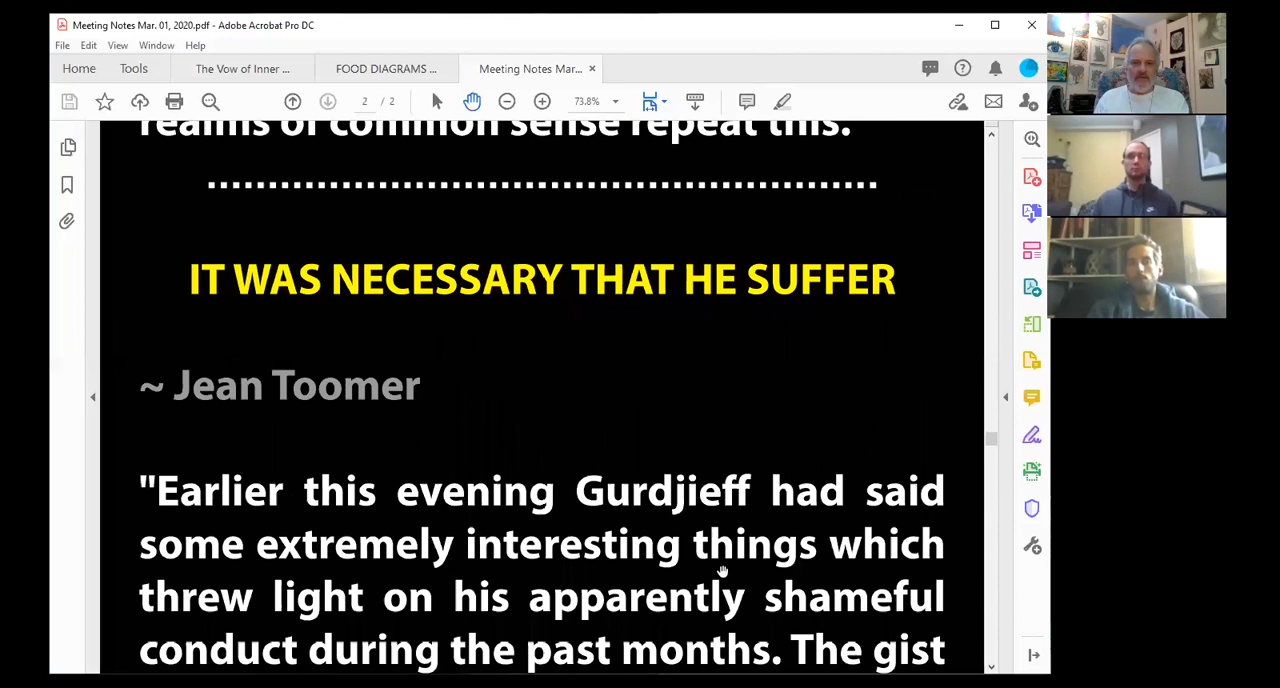 Meeting Notes Mar. 01, 2020.pdf - Adobe Acrobat Pro DC
File Edit View Window Help
Home Tools The Vow of Inner ... FOOD DIAGRAMS ... Meeting Notes Mar... ×
2 / 2 73.8%
realms of common sense repeat this.
IT WAS NECESSARY THAT HE SUFFER
~ Jean Toomer
"Earlier this evening Gurdjieff had said
some extremely interesting things which
threw light on his apparently shameful
conduct during the past months. The gist